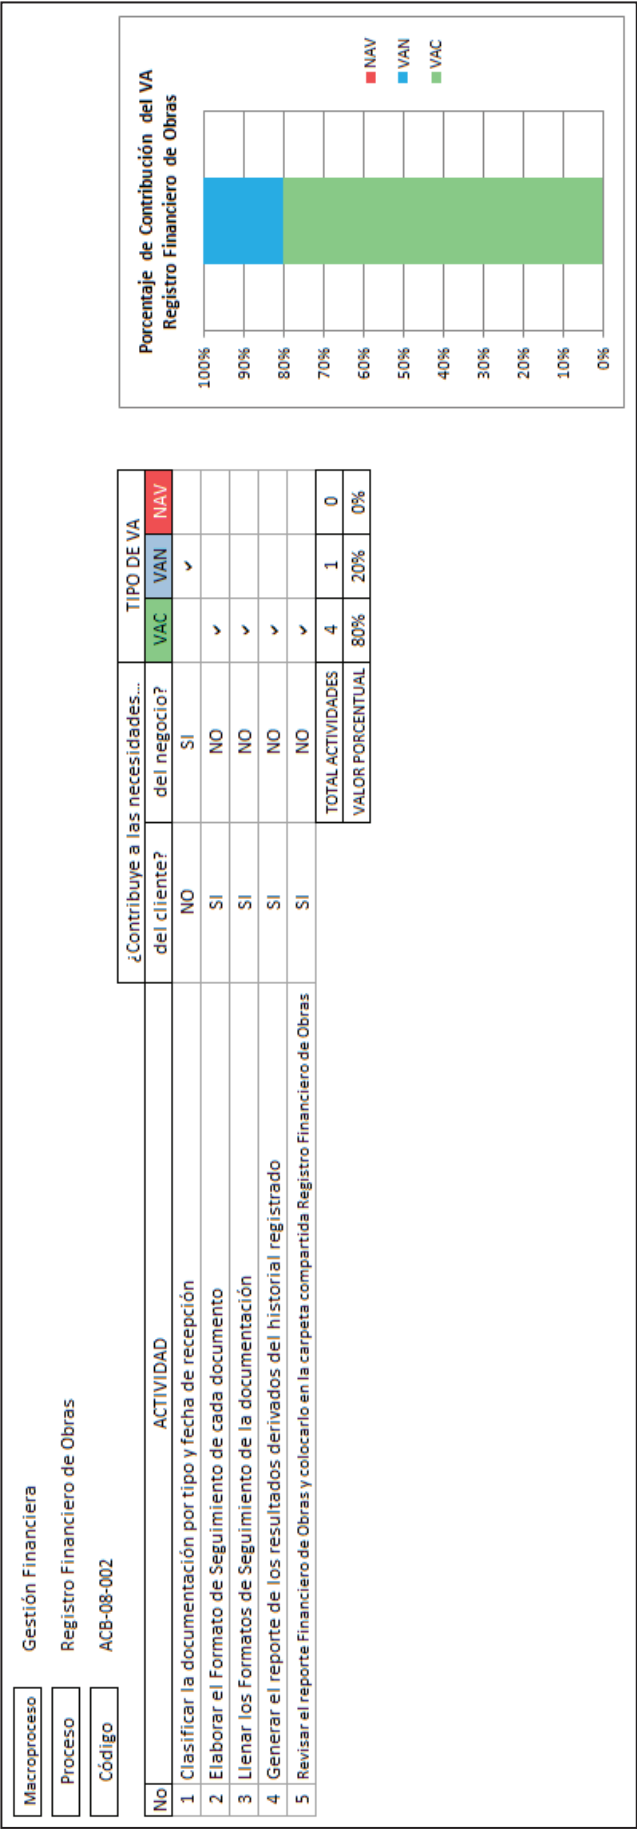 Macroproceso Gestión Financiera
Proceso Registro Financiero de Obras
Código ACB-08-002
¿Contribuye a las necesidades... TIPO DE VA
No ACTIVIDAD del cliente? del negocio? VAC VAN NAV
1 Clasificar la documentación por tipo y fecha de recepción NO SI ✓
2 Elaborar el Formato de Seguimiento de cada documento SI NO ✓
3 Llenar los Formatos de Seguimiento de la documentación SI NO ✓
4 Generar el reporte de los resultados derivados del historial registrado SI NO ✓
5 Revisar el reporte Financiero de Obras y colocarlo en la carpeta compartida Registro Financiero de Obras SI NO ✓
TOTAL ACTIVIDADES 4 1 0
VALOR PORCENTUAL 80% 20% 0%
Porcentaje de Contribución del VA
Registro Financiero de Obras
100%
90%
80%
70%
60%
50%
40%
30%
20%
10%
0%
NAV
VAN
VAC